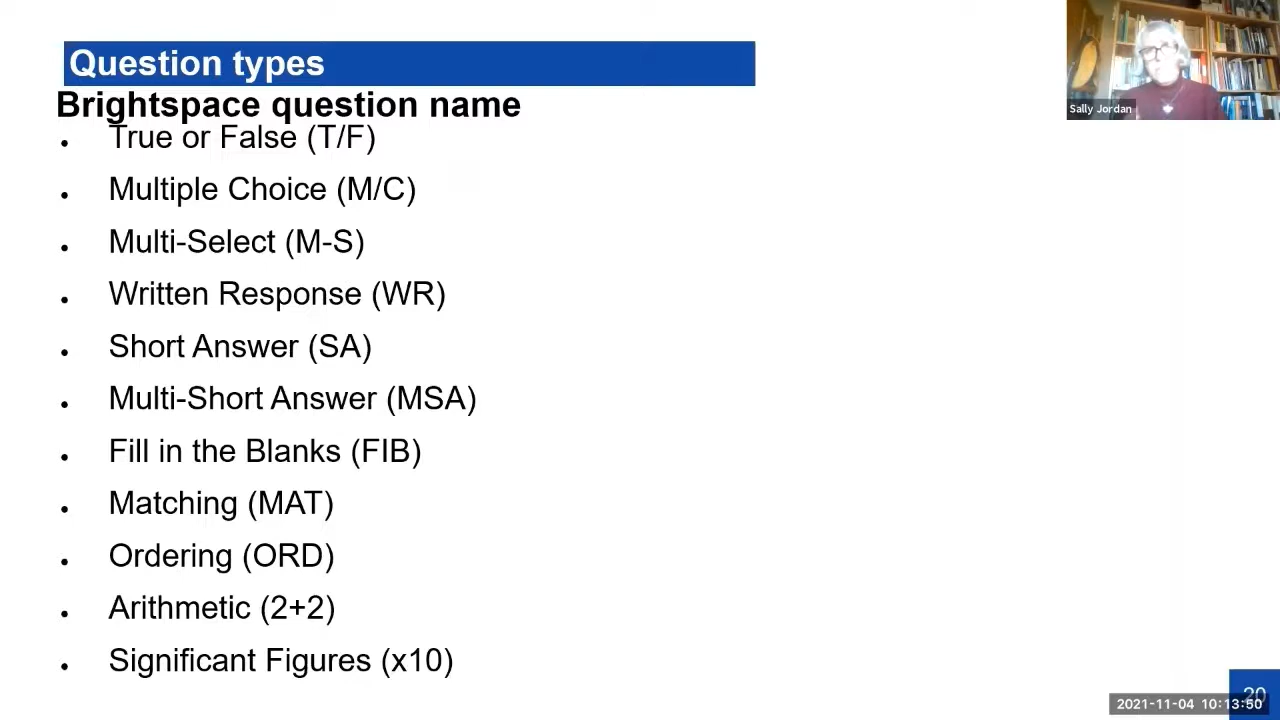 Question types
Brightspace question name
• True or False (T/F)
• Multiple Choice (M/C)
• Multi-Select (M-S)
• Written Response (WR)
• Short Answer (SA)
• Multi-Short Answer (MSA)
• Fill in the Blanks (FIB)
• Matching (MAT)
• Ordering (ORD)
• Arithmetic (2+2)
• Significant Figures (x10)
Sally Jordan
20
2021-11-04 10:13:50